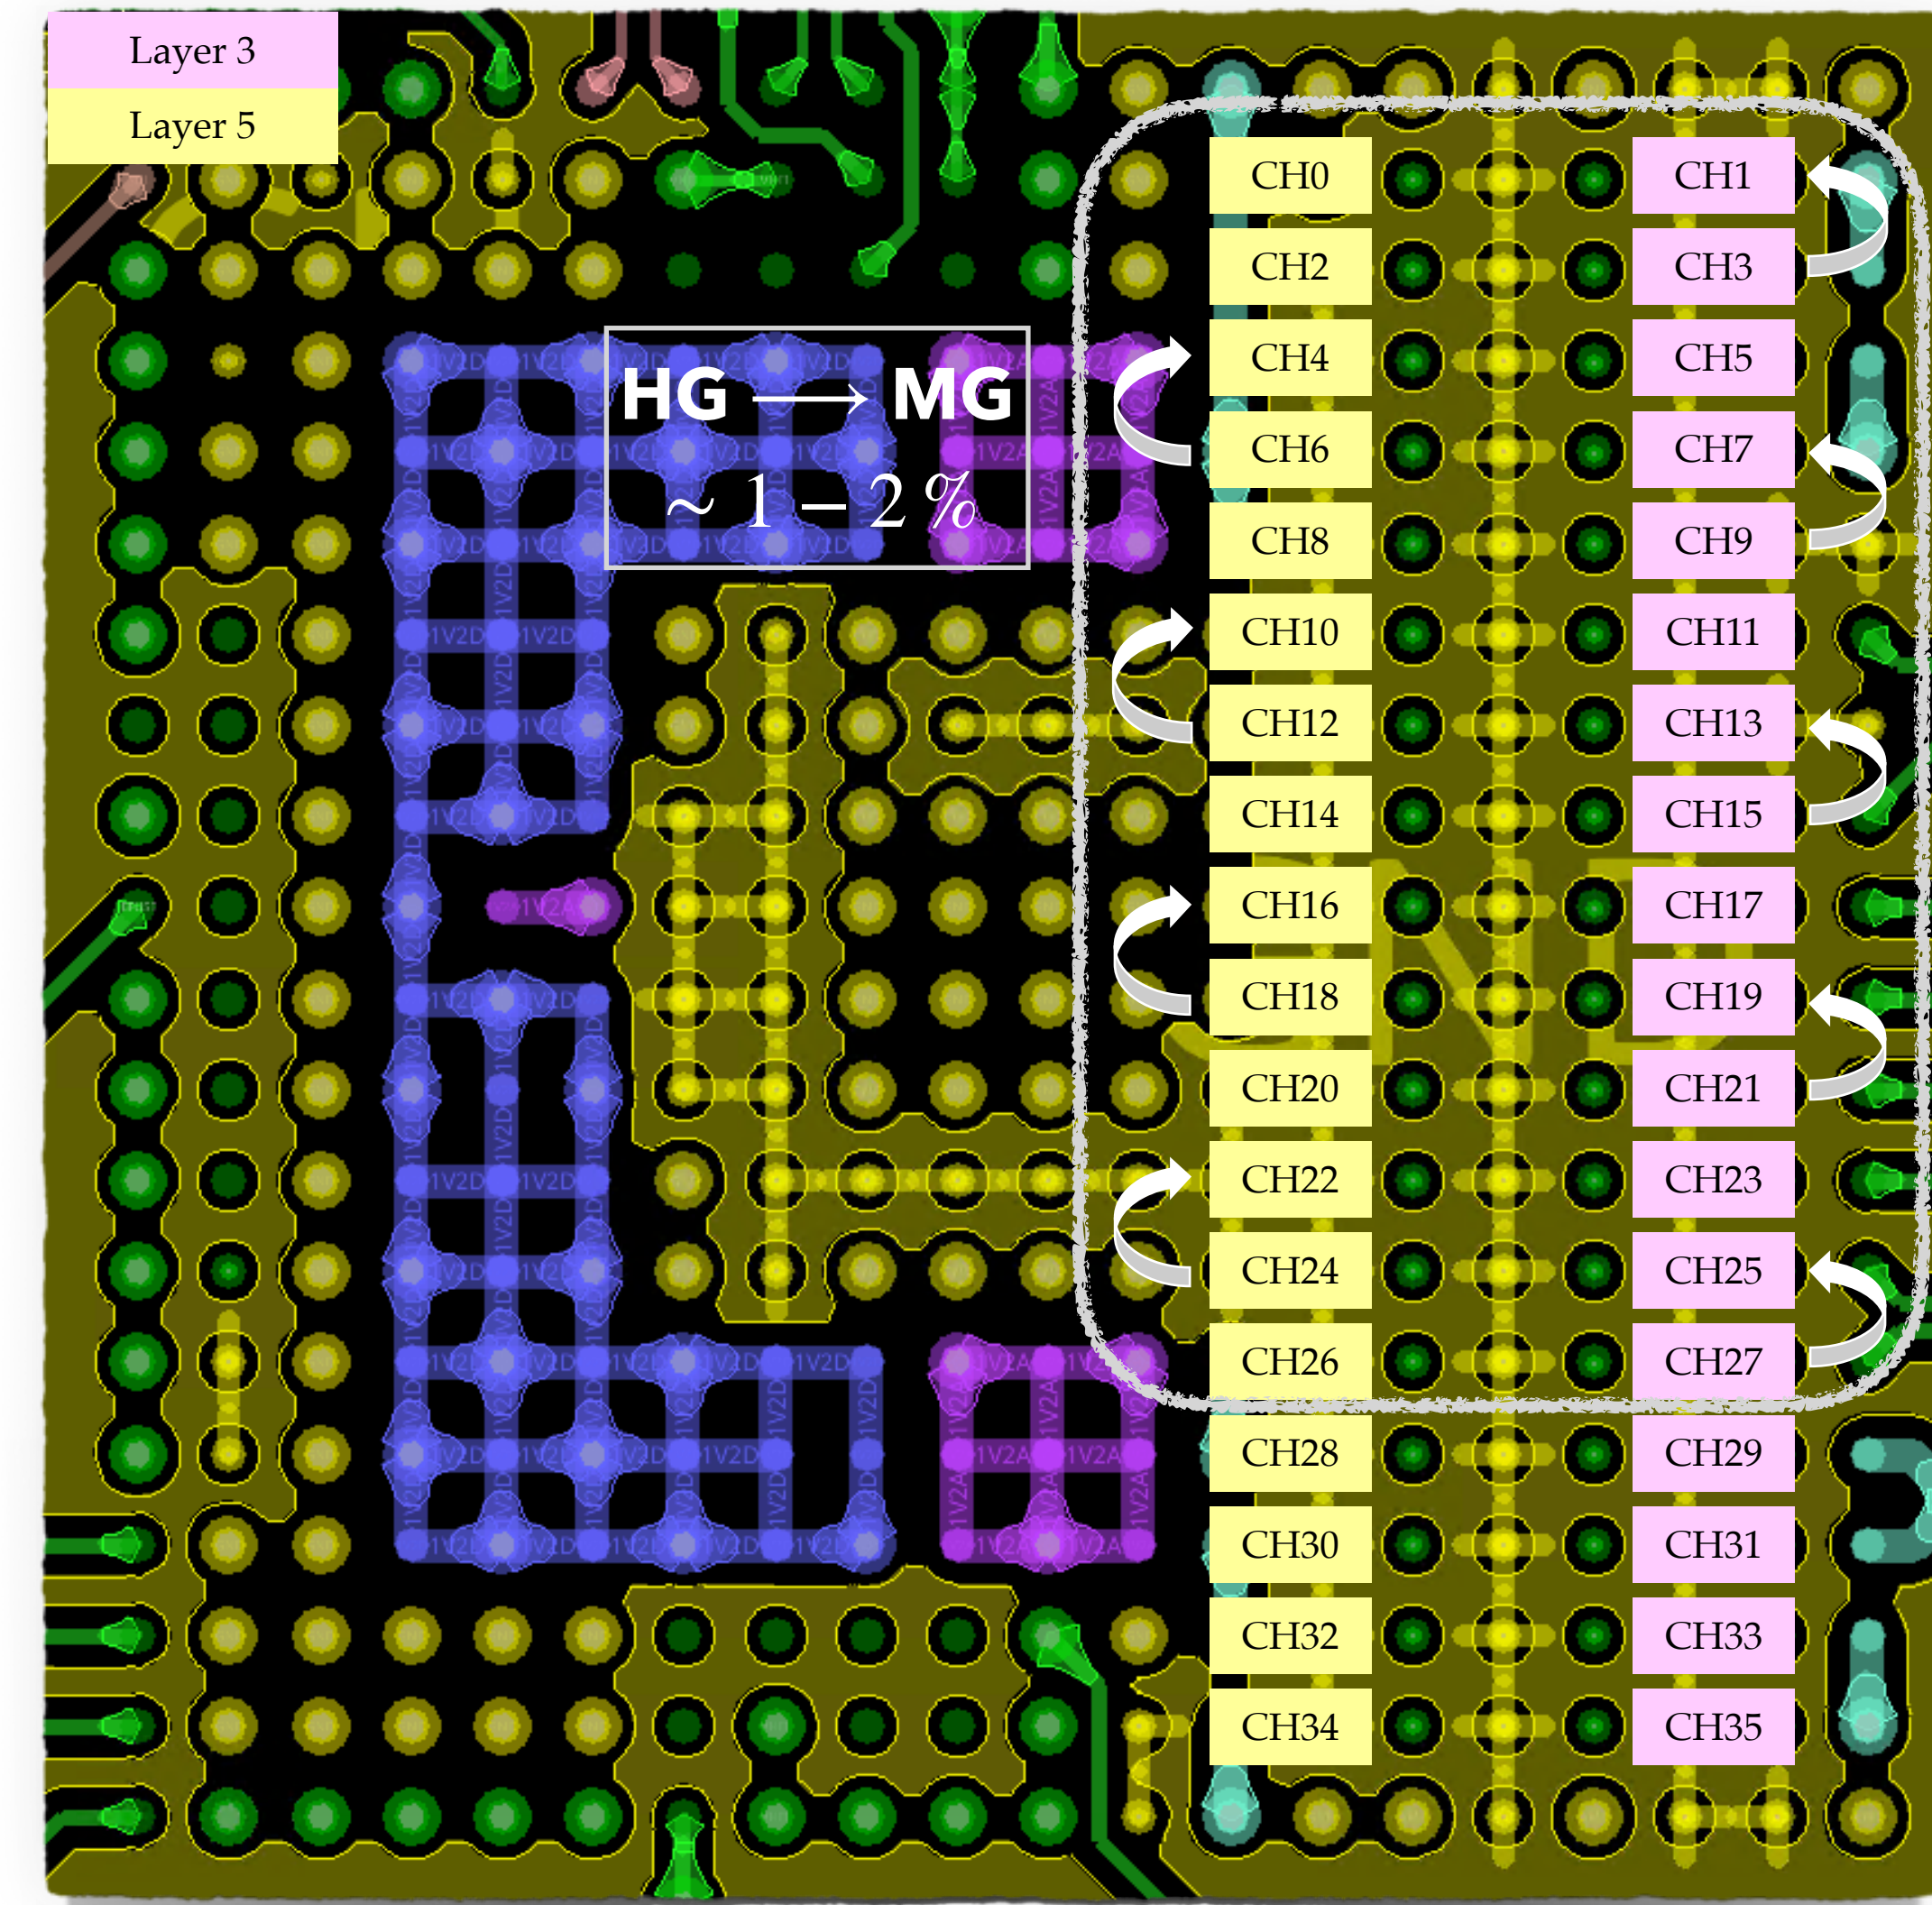 Layer 3
Layer 5
HG ⟶ MG
∼ 1 – 2 %
CH0 CH1
CH2 CH3
CH4 CH5
CH6 CH7
CH8 CH9
CH10 CH11
CH12 CH13
CH14 CH15
CH16 CH17
CH18 CH19
CH20 CH21
CH22 CH23
CH24 CH25
CH26 CH27
CH28 CH29
CH30 CH31
CH32 CH33
CH34 CH35
GND